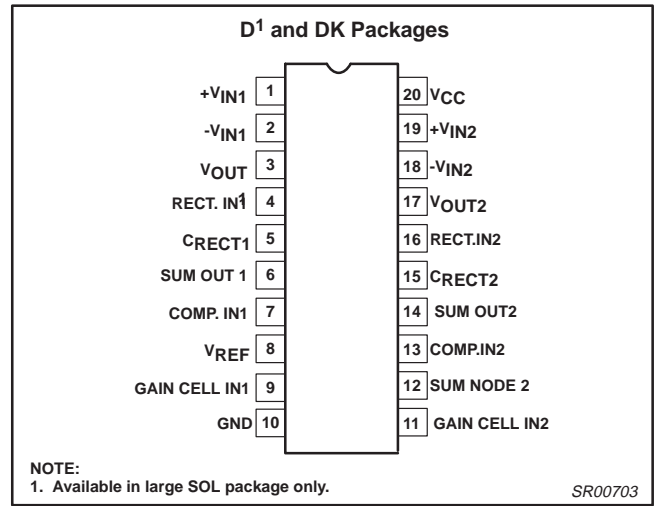 D1 and DK Packages
+VIN1 1 20 VCC
-VIN1 2 19 +VIN2
VOUT 3 18 -VIN2
RECT. IN1 4 17 VOUT2
CRECT1 5 16 RECT.IN2
SUM OUT 1 6 15 CRECT2
COMP. IN1 7 14 SUM OUT2
VREF 8 13 COMP.IN2
GAIN CELL IN1 9 12 SUM NODE 2
GND 10 11 GAIN CELL IN2
NOTE:
1. Available in large SOL package only.
SR00703